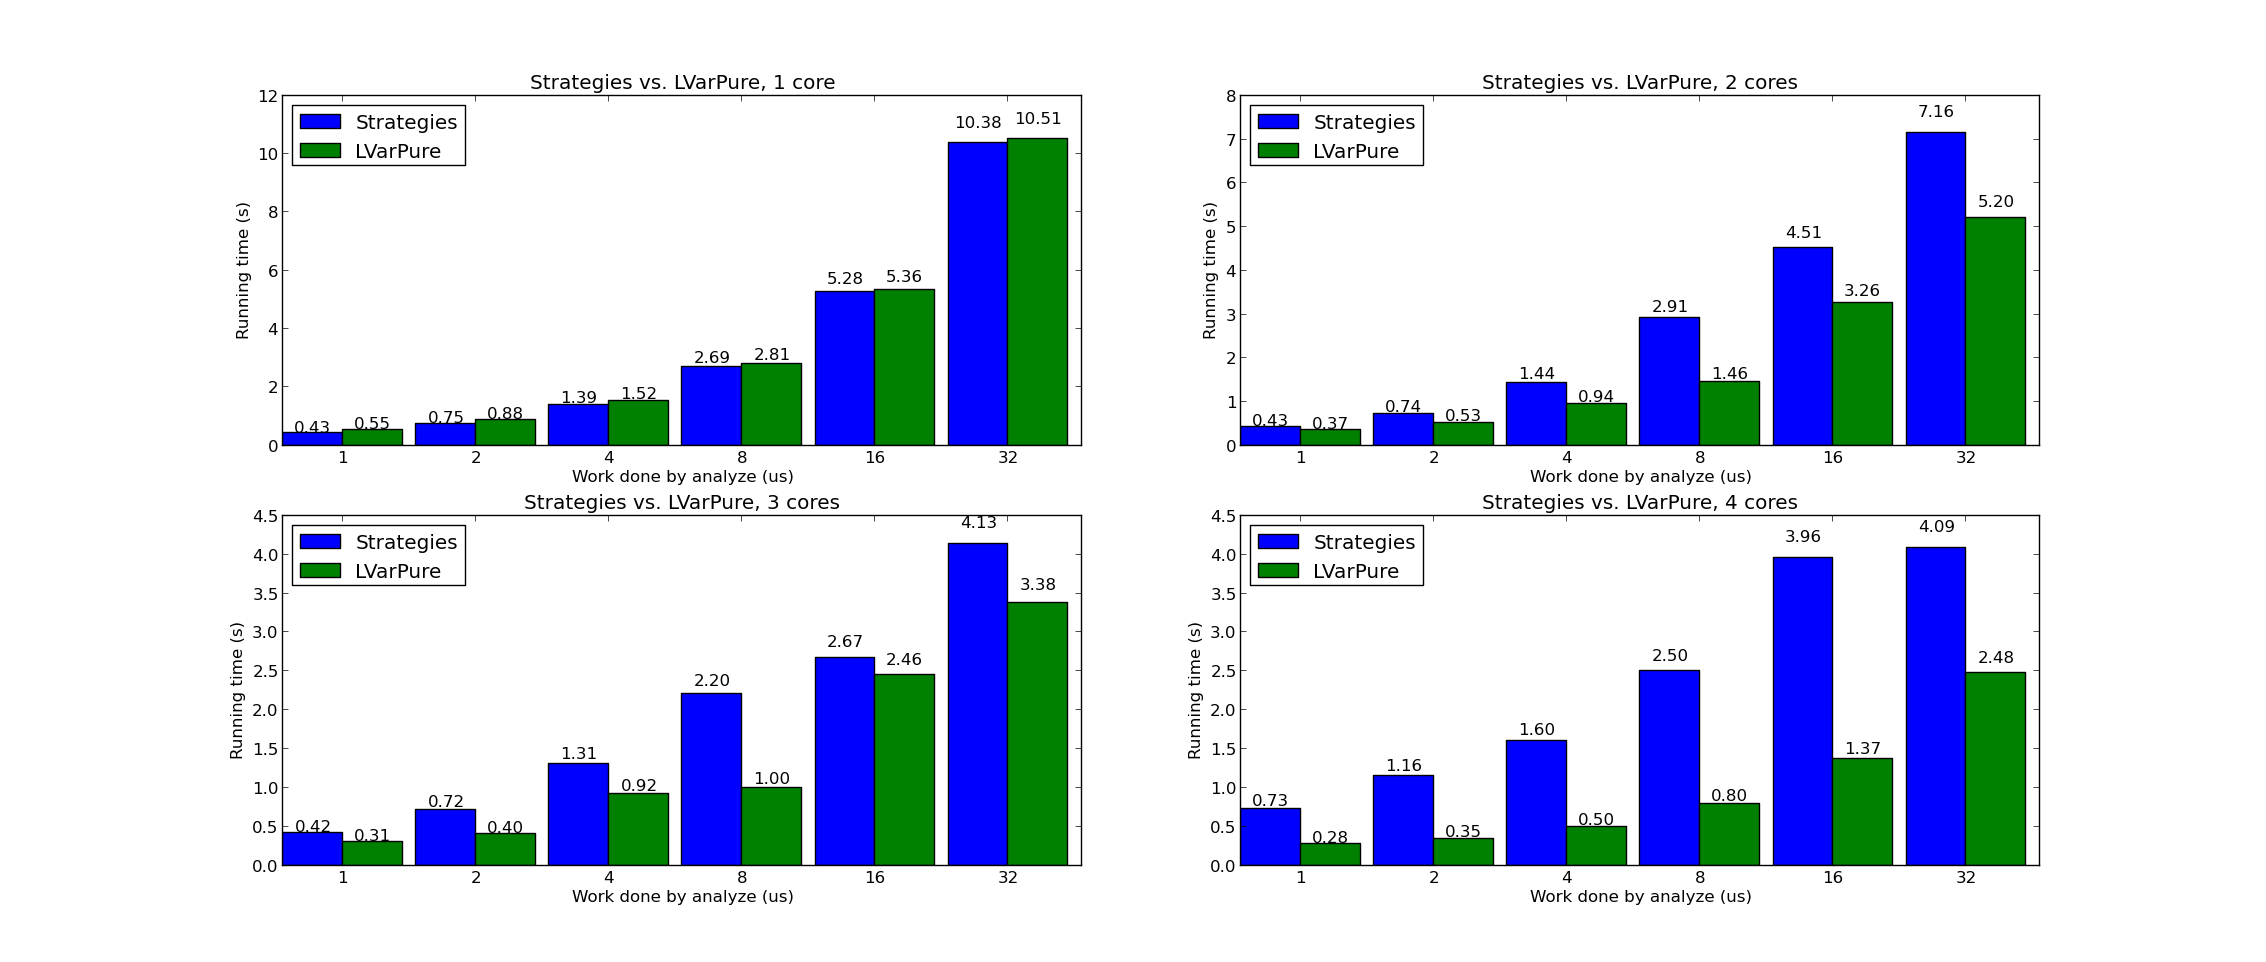 Strategies vs. LVarPure, 1 core
Strategies
LVarPure
Running time (s)
12
10
8
6
4
2
0
0.43 0.55 0.75 0.88 1.39 1.52 2.69 2.81 5.28 5.36 10.38 10.51
1 2 4 8 16 32
Work done by analyze (us)
Strategies vs. LVarPure, 2 cores
Strategies
LVarPure
Running time (s)
8
7
6
5
4
3
2
1
0
0.43 0.37 0.74 0.53 1.44 0.94 2.91 1.46 4.51 3.26 7.16 5.20
1 2 4 8 16 32
Work done by analyze (us)
Strategies vs. LVarPure, 3 cores
Strategies
LVarPure
Running time (s)
4.5
4.0
3.5
3.0
2.5
2.0
1.5
1.0
0.5
0.0
0.42 0.31 0.72 0.40 1.31 0.92 2.20 1.00 2.67 2.46 4.13 3.38
1 2 4 8 16 32
Work done by analyze (us)
Strategies vs. LVarPure, 4 cores
Strategies
LVarPure
Running time (s)
4.5
4.0
3.5
3.0
2.5
2.0
1.5
1.0
0.5
0.0
0.73 0.28 1.16 0.35 1.60 0.50 2.50 0.80 3.96 1.37 4.09 2.48
1 2 4 8 16 32
Work done by analyze (us)